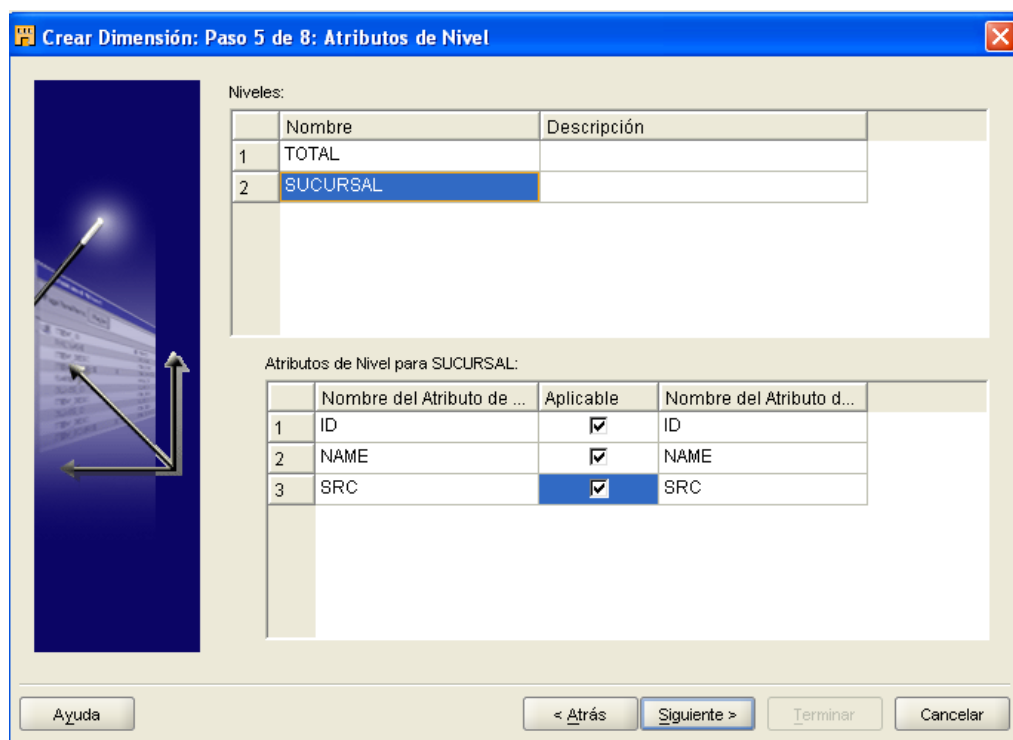 Crear Dimensión: Paso 5 de 8: Atributos de Nivel
Niveles:
Nombre Descripción
1 TOTAL
2 SUCURSAL
Atributos de Nivel para SUCURSAL:
Nombre del Atributo de ... Aplicable Nombre del Atributo d...
1 ID ID
2 NAME NAME
3 SRC SRC
Ayuda < Atrás Siguiente > Terminar Cancelar